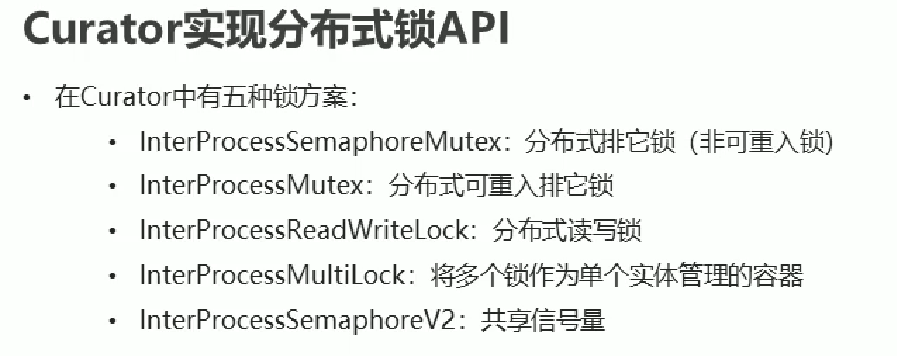 Curator实现分布式锁API
• 在Curator中有五种锁方案：
• InterProcessSemaphoreMutex：分布式排它锁（非可重入锁）
• InterProcessMutex：分布式可重入排它锁
• InterProcessReadWriteLock：分布式读写锁
• InterProcessMultiLock：将多个锁作为单个实体管理的容器
• InterProcessSemaphoreV2：共享信号量